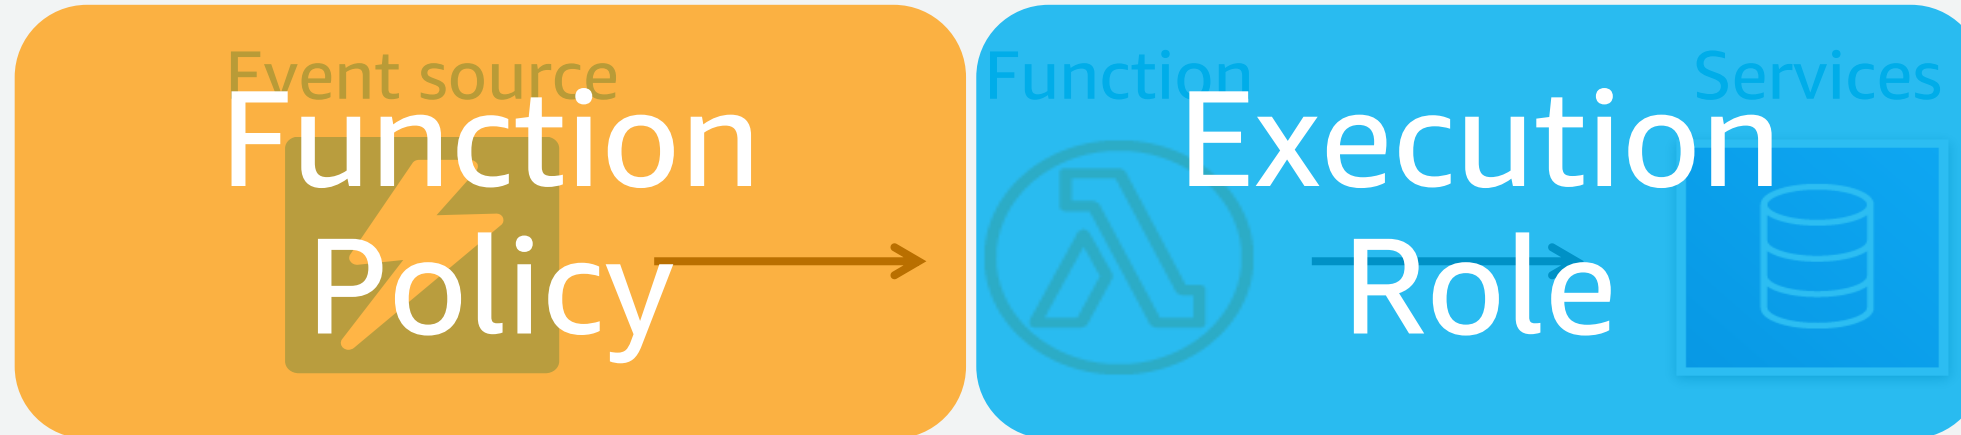 Event source
Function
Policy
Function
Services
Execution
Role